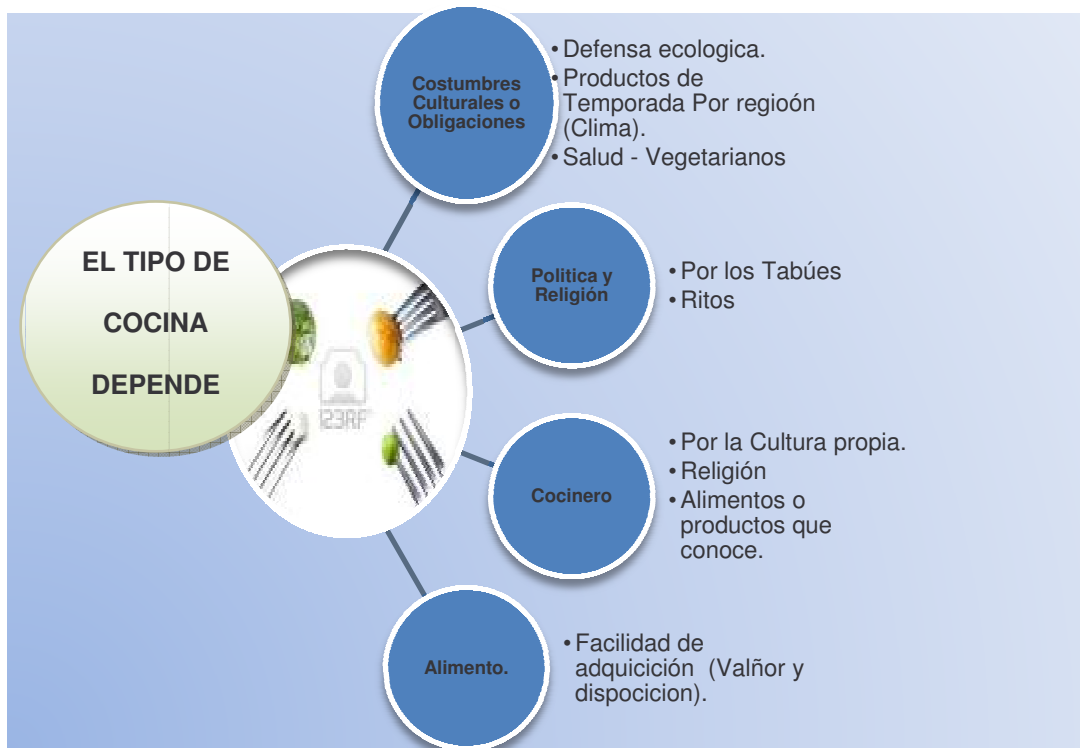 EL TIPO DE
COCINA
DEPENDE
123RF
Costumbres
Culturales o
Obligaciones
• Defensa ecologica.
• Productos de
Temporada Por regioón
(Clima).
• Salud - Vegetarianos
Politica y
Religión
• Por los Tabúes
• Ritos
Cocinero
• Por la Cultura propia.
• Religión
• Alimentos o
productos que
conoce.
Alimento.
• Facilidad de
adquicición (Valñor y
dispocicion).